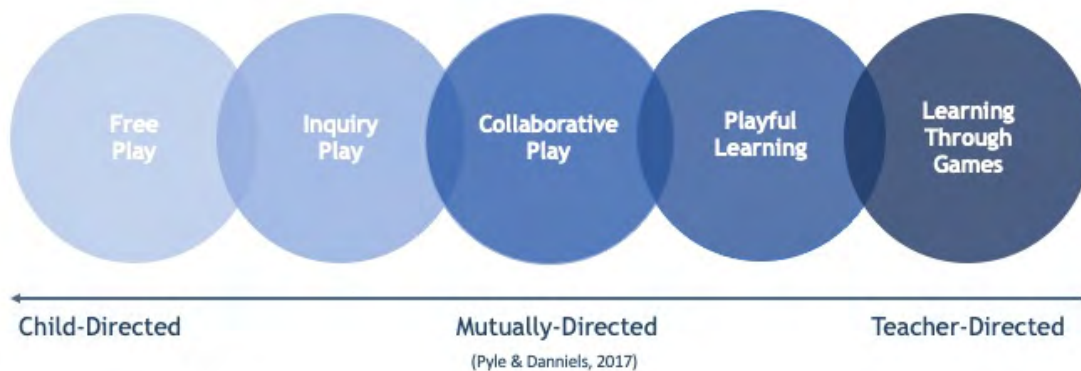 Free
Play
Inquiry
Play
Collaborative
Play
Playful
Learning
Learning
Through
Games
Child-Directed
Mutually-Directed
Teacher-Directed
(Pyle & Danniels, 2017)